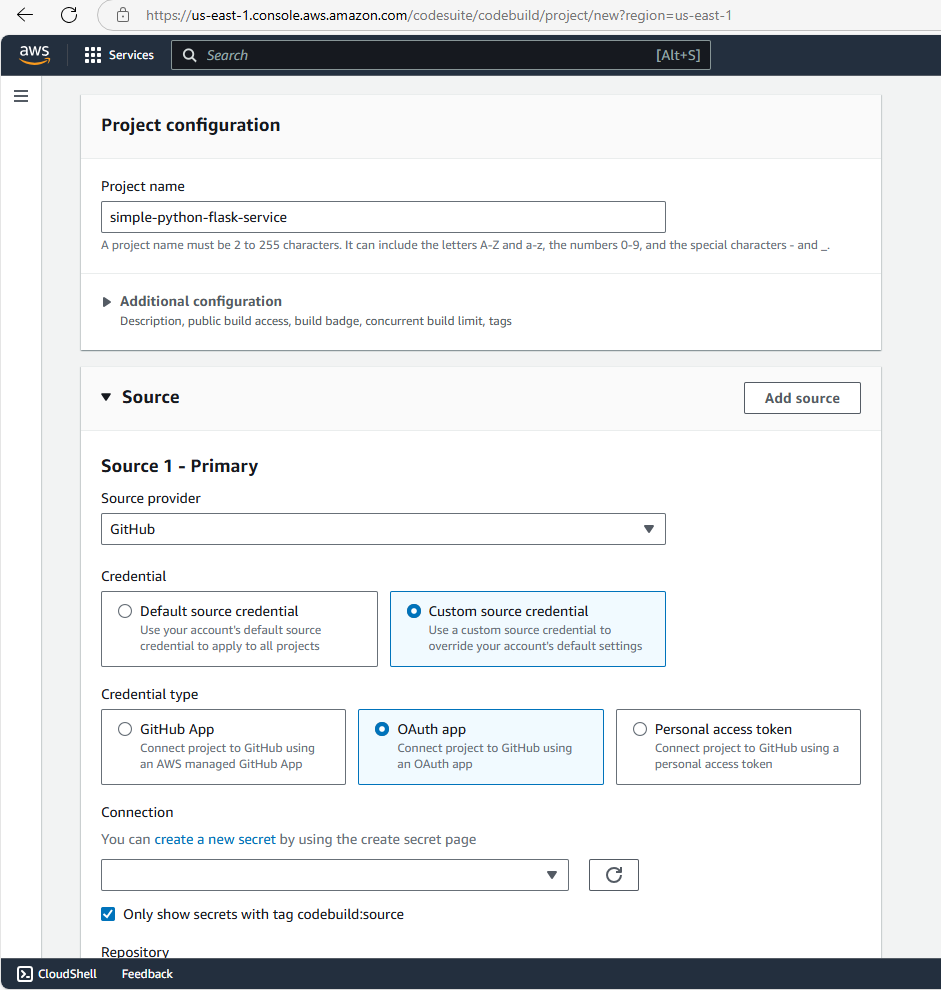 https://us-east-1.console.aws.amazon.com/codesuite/codebuild/project/new?region=us-east-1
aws
Services
Search
[Alt+S]
Project configuration
Project name
simple-python-flask-service
A project name must be 2 to 255 characters. It can include the letters A-Z and a-z, the numbers 0-9, and the special characters - and _.
Additional configuration
Description, public build access, build badge, concurrent build limit, tags
Source
Add source
Source 1 - Primary
Source provider
GitHub
Credential
Default source credential
Use your account's default source
credential to apply to all projects
Custom source credential
Use a custom source credential to
override your account's default settings
Credential type
GitHub App
Connect project to GitHub using
an AWS managed GitHub App
OAuth app
Connect project to GitHub using
an OAuth app
Personal access token
Connect project to GitHub using a
personal access token
Connection
You can create a new secret by using the create secret page
Only show secrets with tag codebuild:source
Repository
CloudShell
Feedback